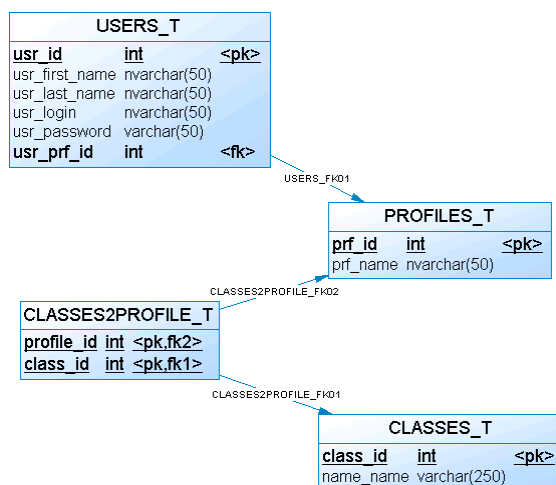 USERS_T
usr_id int <pk>
usr_first_name nvarchar(50)
usr_last_name nvarchar(50)
usr_login nvarchar(50)
usr_password varchar(50)
usr_prf_id int <fk>
USERS_FK01
PROFILES_T
prf_id int <pk>
prf_name nvarchar(50)
CLASSES2PROFILE_FK02
CLASSES2PROFILE_T
profile_id int <pk,fk2>
class_id int <pk,fk1>
CLASSES2PROFILE_FK01
CLASSES_T
class_id int <pk>
name_name varchar(250)